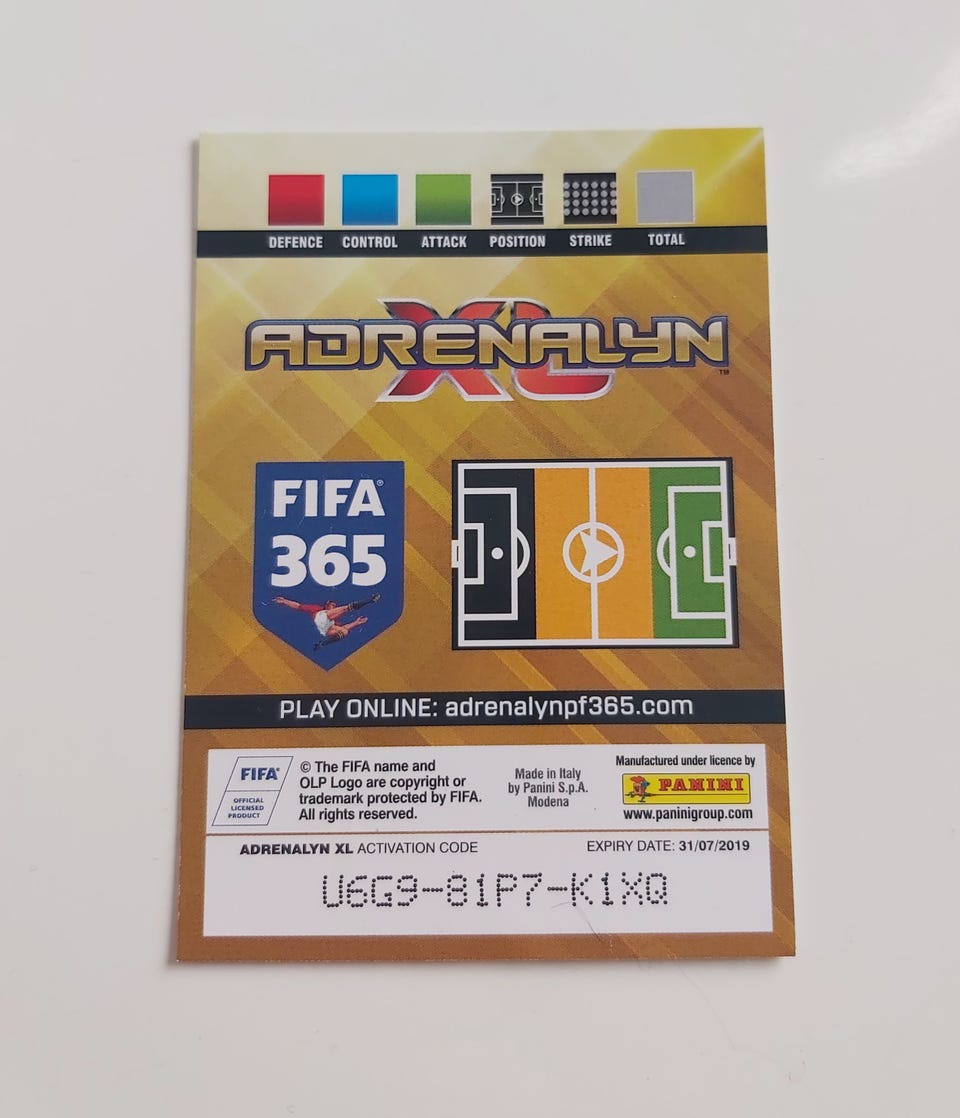 DEFENCE CONTROL ATTACK POSITION STRIKE TOTAL
ADRENALYN XL™
FIFA®
365
PLAY ONLINE: adrenalynpf365.com
FIFA®
OFFICIAL
LICENSED
PRODUCT
© The FIFA name and
OLP Logo are copyright or
trademark protected by FIFA.
All rights reserved.
Made in Italy
by Panini S.p.A.
Modena
Manufactured under licence by
PANINI
www.paninigroup.com
ADRENALYN XL ACTIVATION CODE
EXPIRY DATE: 31/07/2019
U6G9-81P7-K1XQ